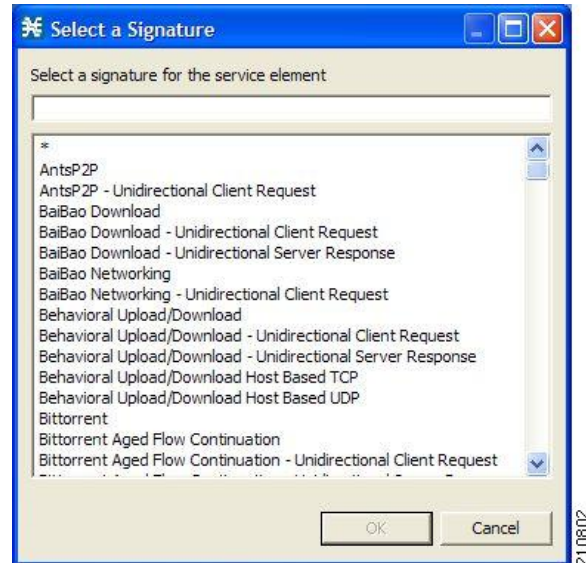 Select a Signature
Select a signature for the service element
*
AntsP2P
AntsP2P - Unidirectional Client Request
BaiBao Download
BaiBao Download - Unidirectional Client Request
BaiBao Download - Unidirectional Server Response
BaiBao Networking
BaiBao Networking - Unidirectional Client Request
Behavioral Upload/Download
Behavioral Upload/Download - Unidirectional Client Request
Behavioral Upload/Download - Unidirectional Server Response
Behavioral Upload/Download Host Based TCP
Behavioral Upload/Download Host Based UDP
Bittorrent
Bittorrent Aged Flow Continuation
Bittorrent Aged Flow Continuation - Unidirectional Client Request
OK Cancel
210802